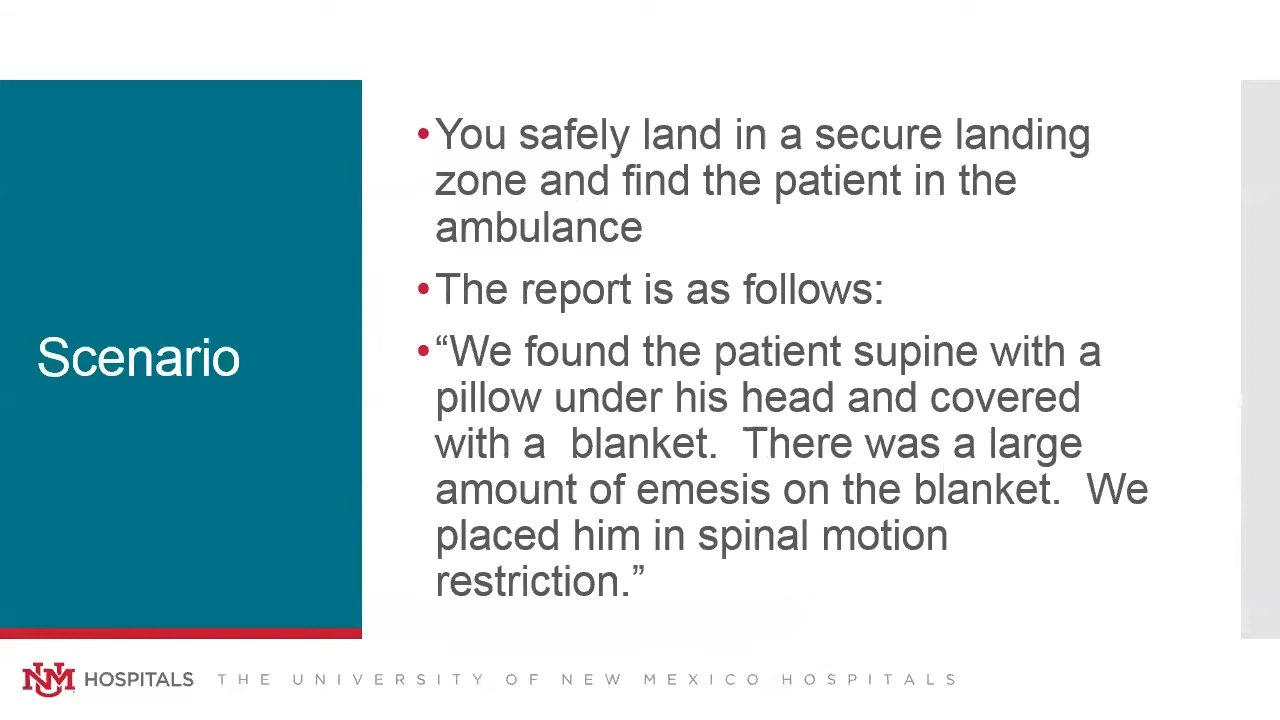 Scenario
•You safely land in a secure landing
zone and find the patient in the
ambulance
•The report is as follows:
•“We found the patient supine with a
pillow under his head and covered
with a  blanket.  There was a large
amount of emesis on the blanket.  We
placed him in spinal motion
restriction.”
UNM HOSPITALS THE UNIVERSITY OF NEW MEXICO HOSPITALS